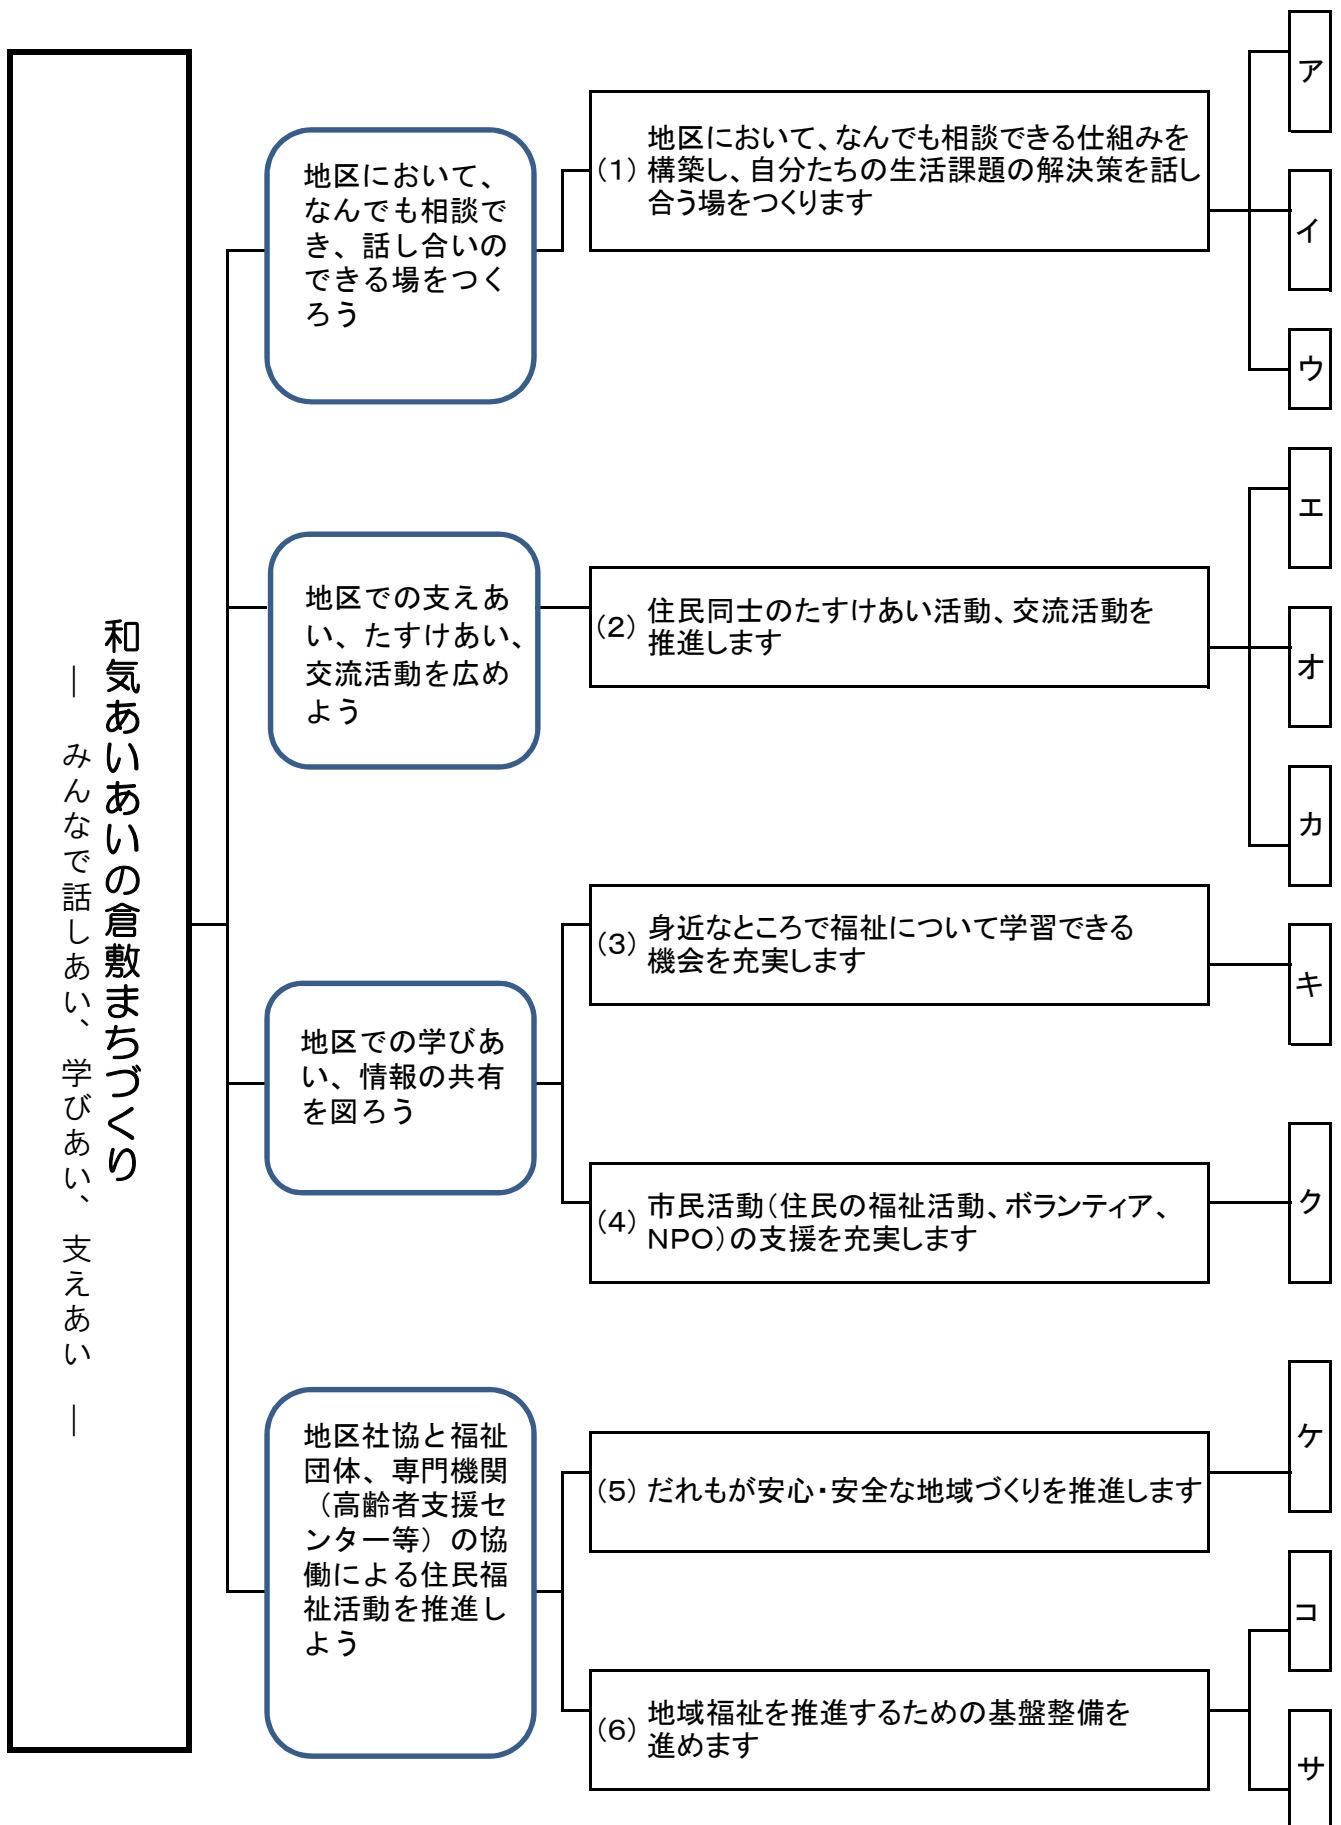 和気あいあいの倉敷まちづくり
― みんなで話しあい、学びあい、支えあい ―
地区において、
なんでも相談で
き、話し合いの
できる場をつく
ろう
(1)
地区において、なんでも相談できる仕組みを
構築し、自分たちの生活課題の解決策を話し
合う場をつくります
ア
イ
ウ
地区での支えあ
い、たすけあい、
交流活動を広め
よう
(2)
住民同士のたすけあい活動、交流活動を
推進します
エ
オ
カ
地区での学びあ
い、情報の共有
を図ろう
(3)
身近なところで福祉について学習できる
機会を充実します
キ
(4)
市民活動(住民の福祉活動、ボランティア、
NPO)の支援を充実します
ク
地区社協と福祉
団体、専門機関
(高齢者支援セ
ンター等)の協
働による住民福
祉活動を推進し
よう
(5) だれもが安心・安全な地域づくりを推進します
ケ
(6)
地域福祉を推進するための基盤整備を
進めます
コ
サ